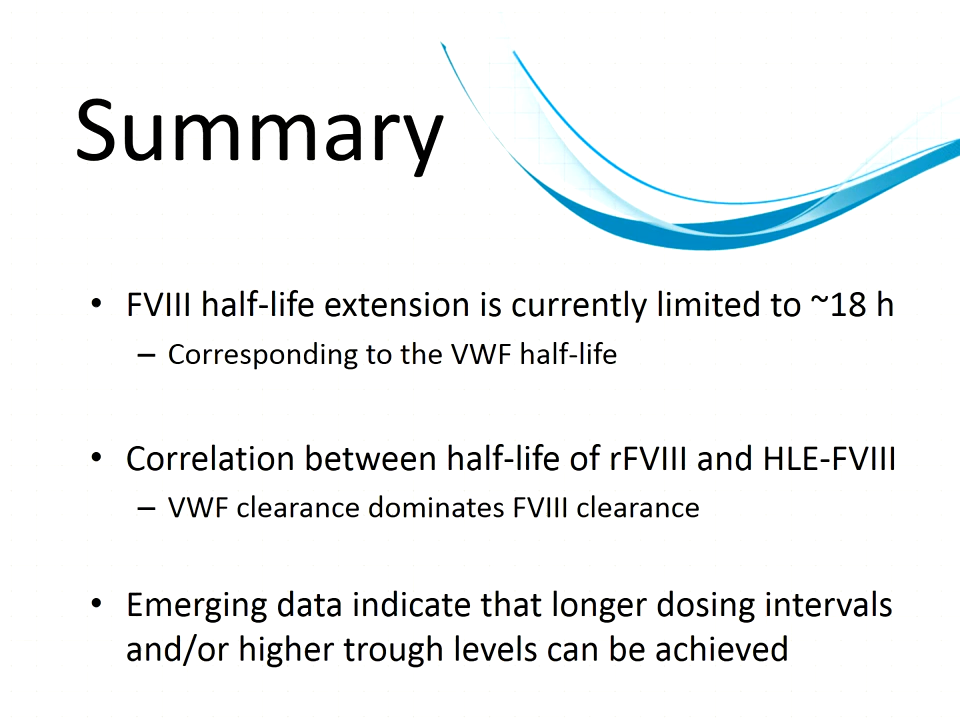 Summary
• FVIII half-life extension is currently limited to ~18 h
– Corresponding to the VWF half-life
• Correlation between half-life of rFVIII and HLE-FVIII
– VWF clearance dominates FVIII clearance
• Emerging data indicate that longer dosing intervals
and/or higher trough levels can be achieved